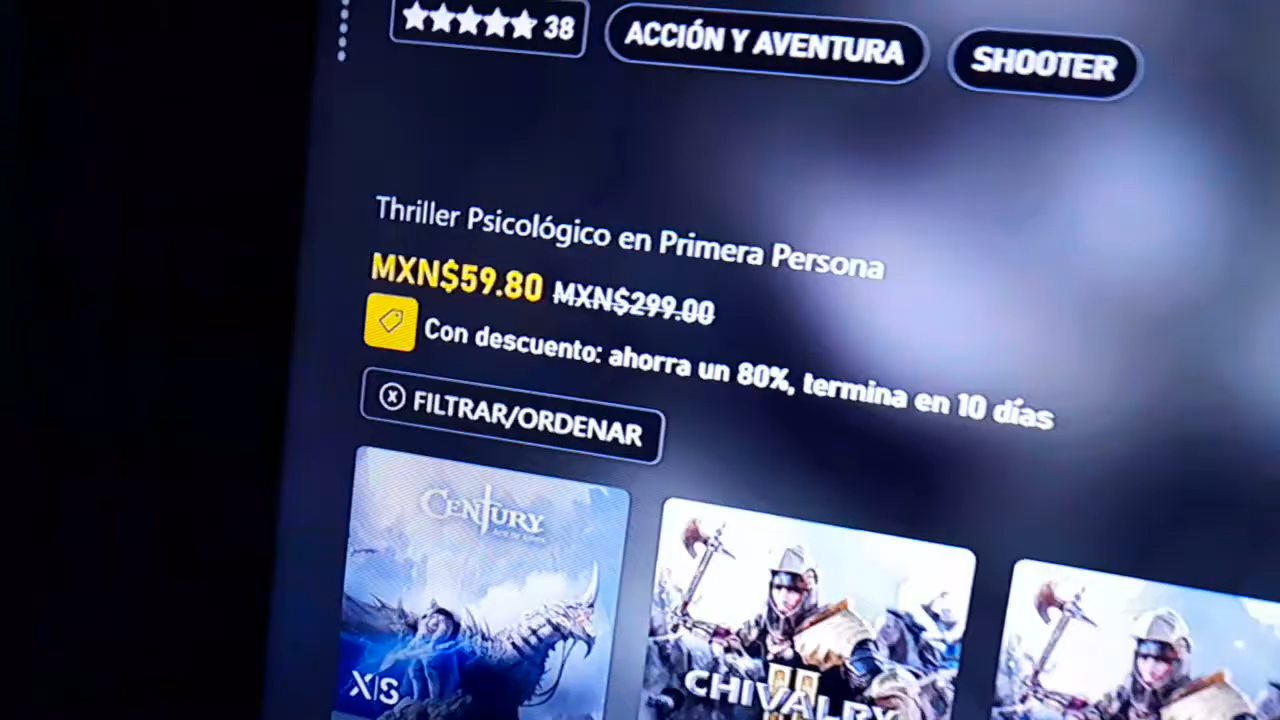 38 ACCIÓN Y AVENTURA SHOOTER
Thriller Psicológico en Primera Persona
MXN$59.80 MXN$299.00
Con descuento: ahorra un 80%, termina en 10 días
X FILTRAR/ORDENAR
CENTURY
X|S
CHIVALRY
II